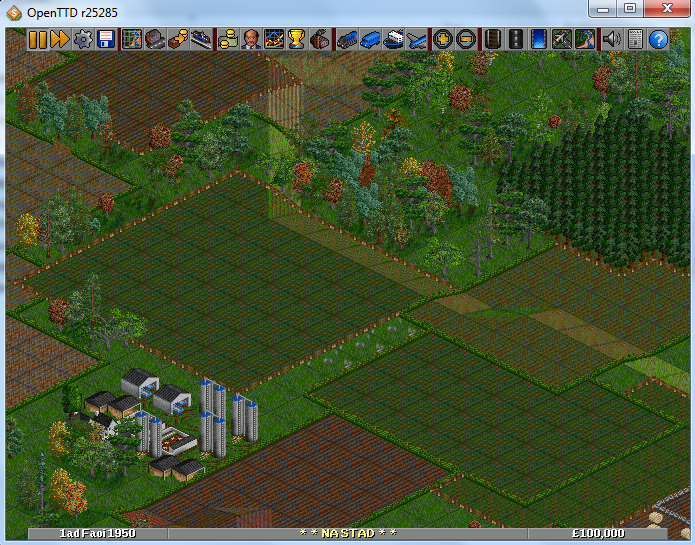 OpenTTD r25285
1ad Faoi 1950
* * NA STAD * *
£100,000